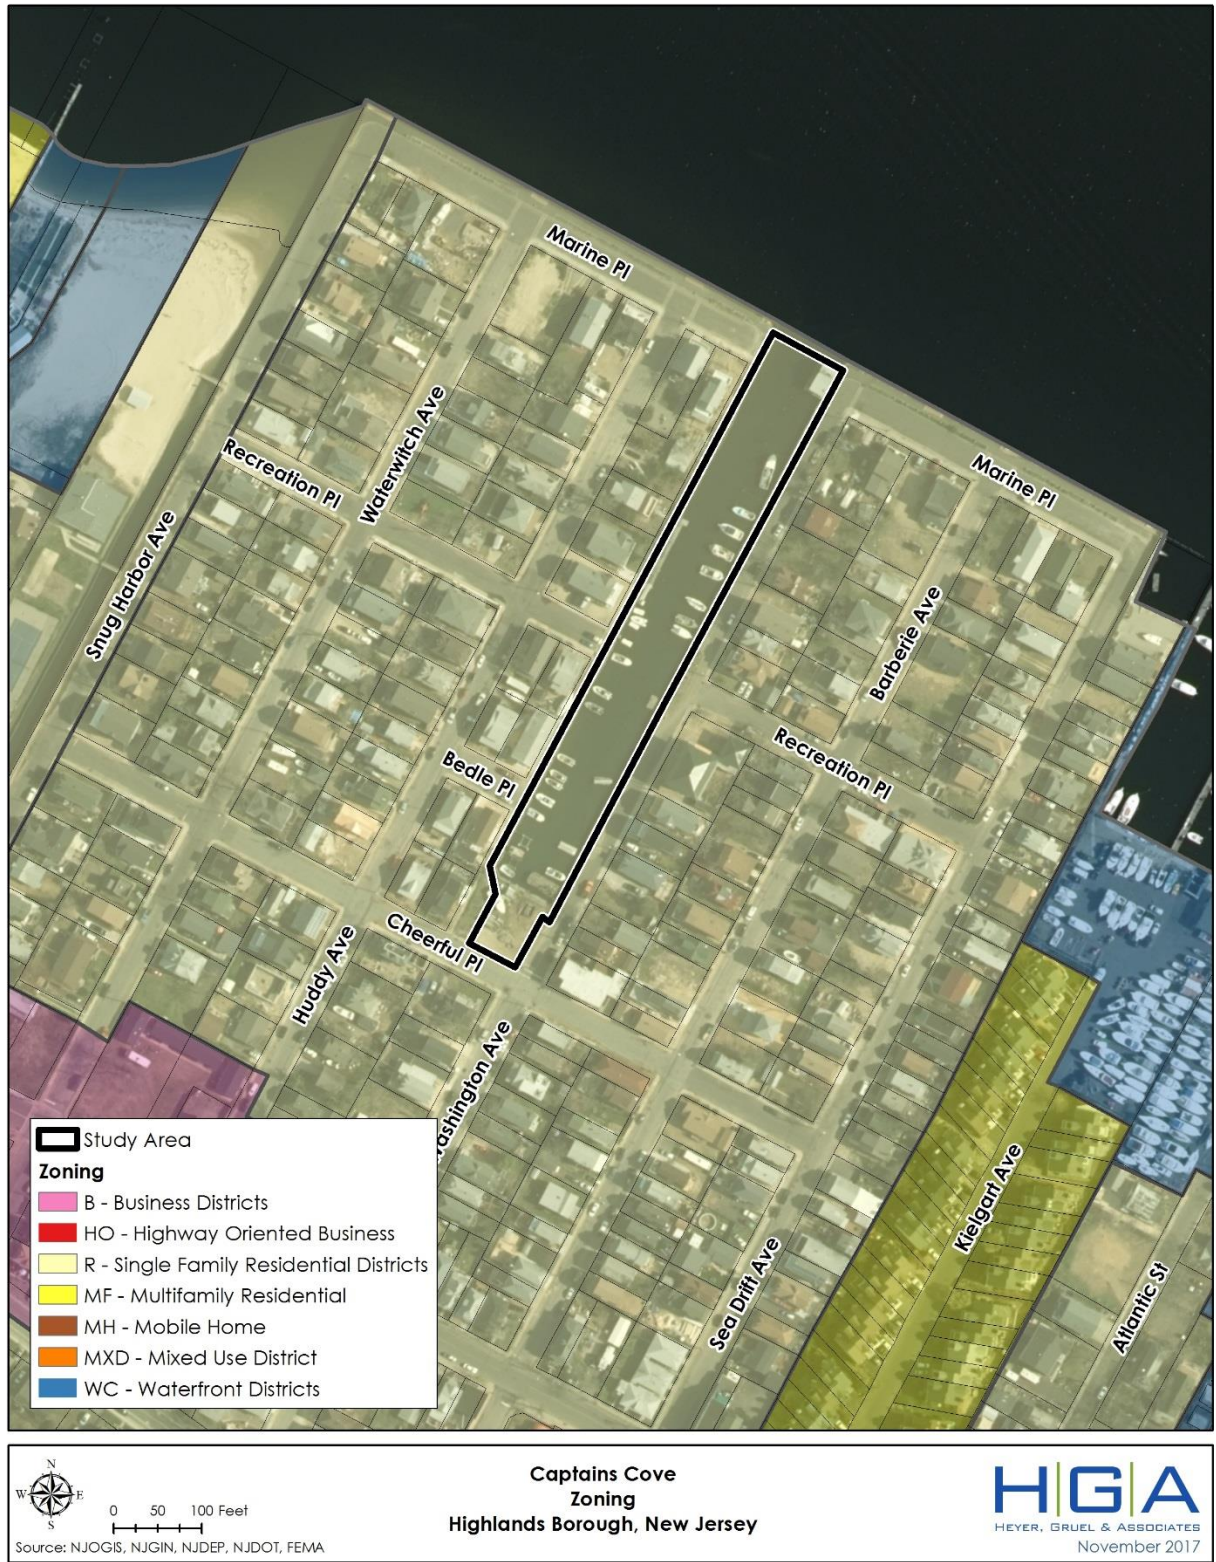 Marine Pl
Marine Pl
Waterwitch Ave
Recreation Pl
Snug Harbor Ave
Barberie Ave
Recreation Pl
Bedle Pl
Cheerful Pl
Huddy Ave
Washington Ave
Kielgart Ave
Sea Drift Ave
Atlantic St
Study Area
Zoning
B - Business Districts
HO - Highway Oriented Business
R - Single Family Residential Districts
MF - Multifamily Residential
MH - Mobile Home
MXD - Mixed Use District
WC - Waterfront Districts
N
W E
S
0 50 100 Feet
Source: NJOGIS, NJGIN, NJDEP, NJDOT, FEMA
Captains Cove
Zoning
Highlands Borough, New Jersey
H|G|A
HEYER, GRUEL & ASSOCIATES
November 2017